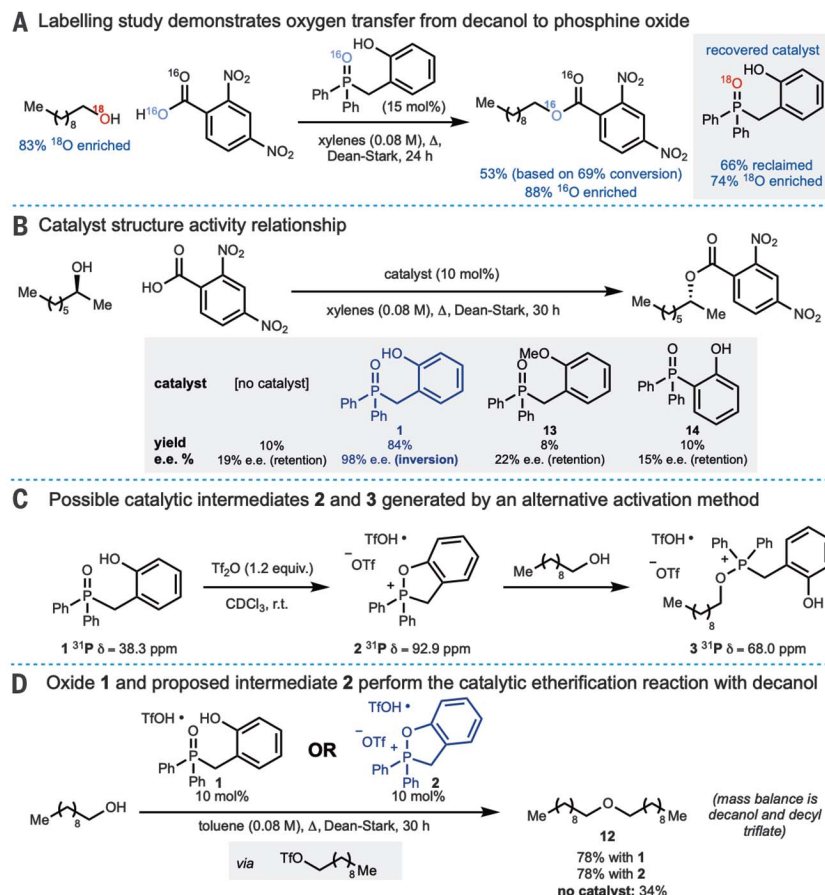 A Labelling study demonstrates oxygen transfer from decanol to phosphine oxide
Me
8
18
OH
83% 18O enriched
16O
H16O
NO2
NO2
16O
HO
P
Ph
Ph
(15 mol%)
xylenes (0.08 M), Δ,
Dean-Stark, 24 h
Me
8
16
O
16O
NO2
NO2
53% (based on 69% conversion)
88% 16O enriched
recovered catalyst
HO
18O
P
Ph
Ph
66% reclaimed
74% 18O enriched
B Catalyst structure activity relationship
OH
Me
5
Me
O
HO
NO2
NO2
catalyst (10 mol%)
xylenes (0.08 M), Δ, Dean-Stark, 30 h
O
O
Me
5
Me
NO2
NO2
catalyst [no catalyst]
HO
O
P
Ph
Ph
MeO
O
P
Ph
Ph
O
OH
P
Ph
Ph
1 13 14
yield 10% 84% 8% 10%
e.e. % 19% e.e. (retention) 98% e.e. (inversion) 22% e.e. (retention) 15% e.e. (retention)
C Possible catalytic intermediates 2 and 3 generated by an alternative activation method
HO
O
P
Ph
Ph
1 31P δ = 38.3 ppm
Tf2O (1.2 equiv.)
CDCl3, r.t.
TfOH •
−OTf
+
O
P
Ph
Ph
2 31P δ = 92.9 ppm
Me
8
OH
TfOH •
−OTf
Ph
Ph
+
P
O
Me
8
OH
3 31P δ = 68.0 ppm
D Oxide 1 and proposed intermediate 2 perform the catalytic etherification reaction with decanol
TfOH •
HO
O
P
Ph
Ph
1
10 mol%
OR
TfOH •
−OTf
+
O
P
Ph
Ph
2
10 mol%
Me
8
OH
toluene (0.08 M), Δ, Dean-Stark, 30 h
via
TfO
8
Me
Me
8
O
8
Me
12
78% with 1
78% with 2
no catalyst: 34%
(mass balance is
decanol and decyl
triflate)